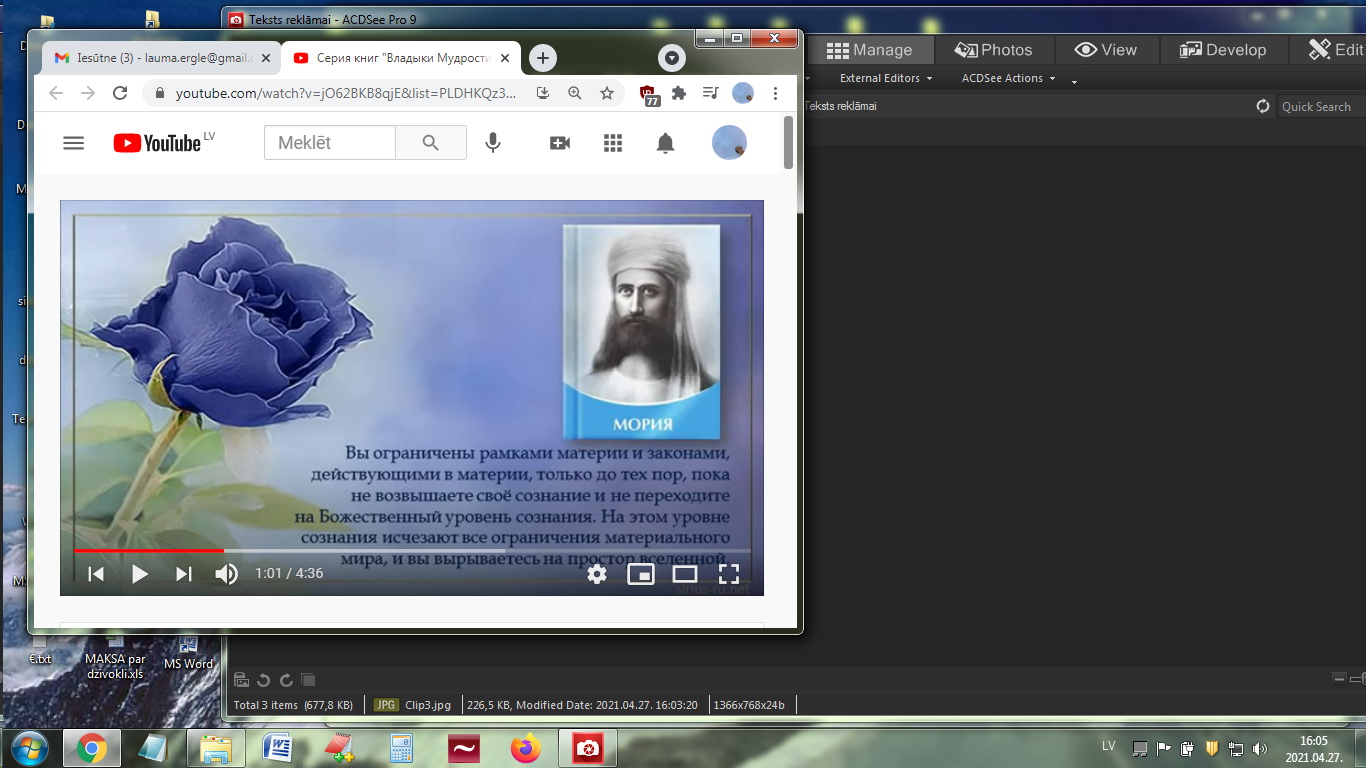 Teksts reklāmai - ACDSee Pro 9
Manage
Photos
View
Develop
Edit
External Editors
ACDSee Actions
Teksts reklāmai
Quick Search
Iesūtne (3) - lauma.ergle@gmail.
Серия книг "Владыки Мудрости
youtube.com/watch?v=jO62BKB8qjE&list=PLDHKQz3...
77
YouTube LV
Meklēt
МОРИЯ
Вы ограничены рамками материи и законами,
действующими в материи, только до тех пор, пока
не возвышаете своё сознание и не переходите
на Божественный уровень сознания. На этом уровне
сознания исчезают все ограничения материального
мира, и вы вырываетесь на простор вселенной.
1:01 / 4:36
sirius-ru.net
€.txt
MAKSA par
dzivokli.xls
MS Word
Total 3 items (677,8 KB)
JPG
Clip3.jpg
226,5 KB, Modified Date: 2021.04.27. 16:03:20
1366x768x24b
LV
16:05
2021.04.27.